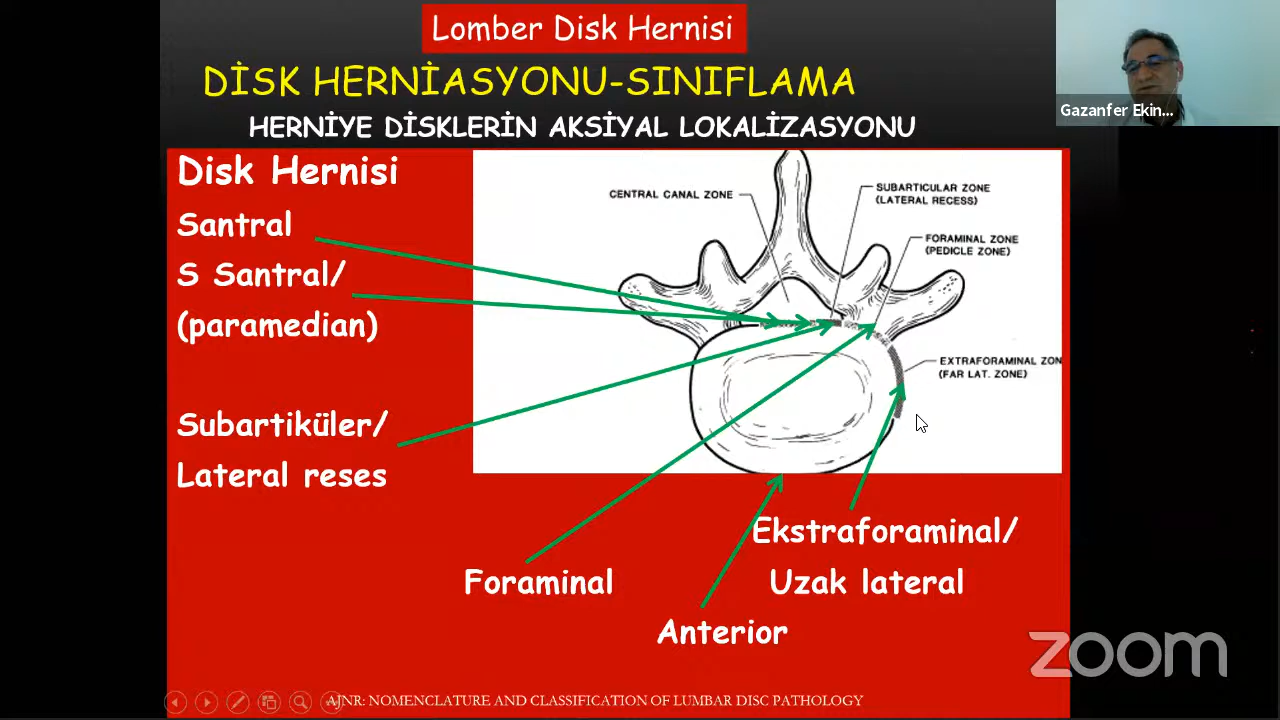 Lomber Disk Hernisi
DİSK HERNİASYONU-SINIFLAMA
HERNİYE DİSKLERİN AKSİYAL LOKALİZASYONU
Gazanfer Ekin...
Disk Hernisi
Santral
S Santral/
(paramedian)
Subartiküler/
Lateral reses
CENTRAL CANAL ZONE
SUBARTICULAR ZONE
(LATERAL RECESS)
FORAMINAL ZONE
(PEDICLE ZONE)
EXTRAFORAMINAL ZON
(FAR LAT. ZONE)
Ekstraforaminal/
Uzak lateral
Foraminal
Anterior
zoom
AJNR: NOMENCLATURE AND CLASSIFICATION OF LUMBAR DISC PATHOLOGY